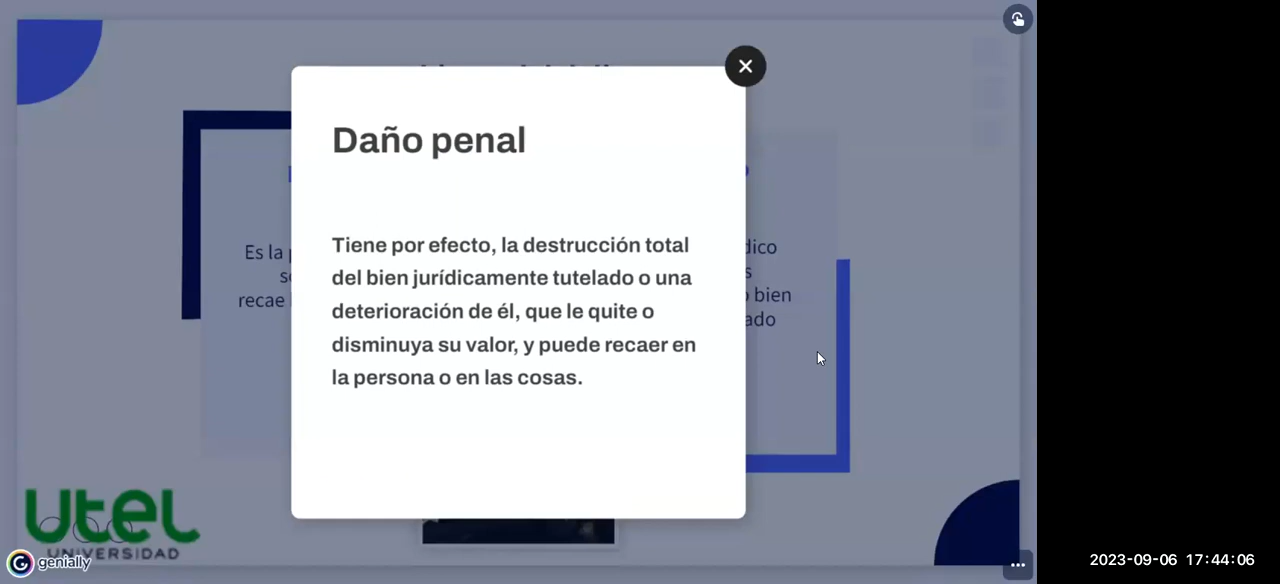 Daño penal
Tiene por efecto, la destrucción total
del bien jurídicamente tutelado o una
deterioración de él, que le quite o
disminuya su valor, y puede recaer en
la persona o en las cosas.
Es la
recae
bien
utel
UNIVERSIDAD
genially
2023-09-06 17:44:06